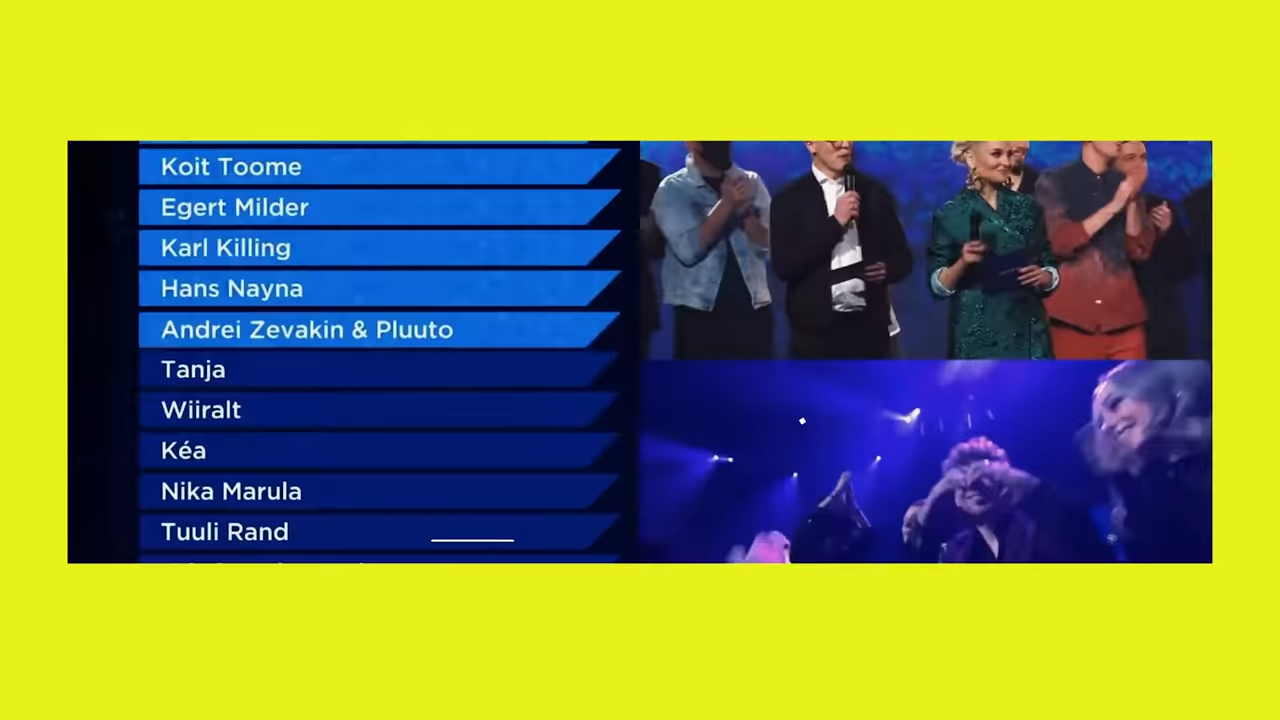 Koit Toome
Egert Milder
Karl Killing
Hans Nayna
Andrei Zevakin & Pluuto
Tanja
Wiiralt
Kéa
Nika Marula
Tuuli Rand